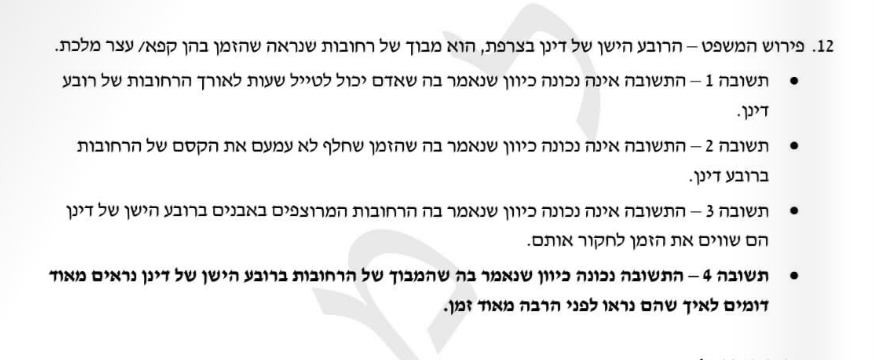 12. פירוש המשפט – הרובע הישן של דינן בצרפת, הוא מבוך של רחובות שנראה שהזמן בהן קפא/ עצר מלכת.
• תשובה 1 – התשובה אינה נכונה כיוון שנאמר בה שאדם יכול לטייל שעות לאורך הרחובות של רובע
דינן.
• תשובה 2 – התשובה אינה נכונה כיוון שנאמר בה שהזמן שחלף לא עמעם את הקסם של הרחובות
ברובע דינן.
• תשובה 3 – התשובה אינה נכונה כיוון שנאמר בה הרחובות המרוצפים באבנים ברובע הישן של דינן
הם שווים את הזמן לחקור אותם.
• תשובה 4 – התשובה נכונה כיוון שנאמר בה שהמבוך של הרחובות ברובע הישן של דינן נראים מאוד
דומים לאיך שהם נראו לפני הרבה מאוד זמן.